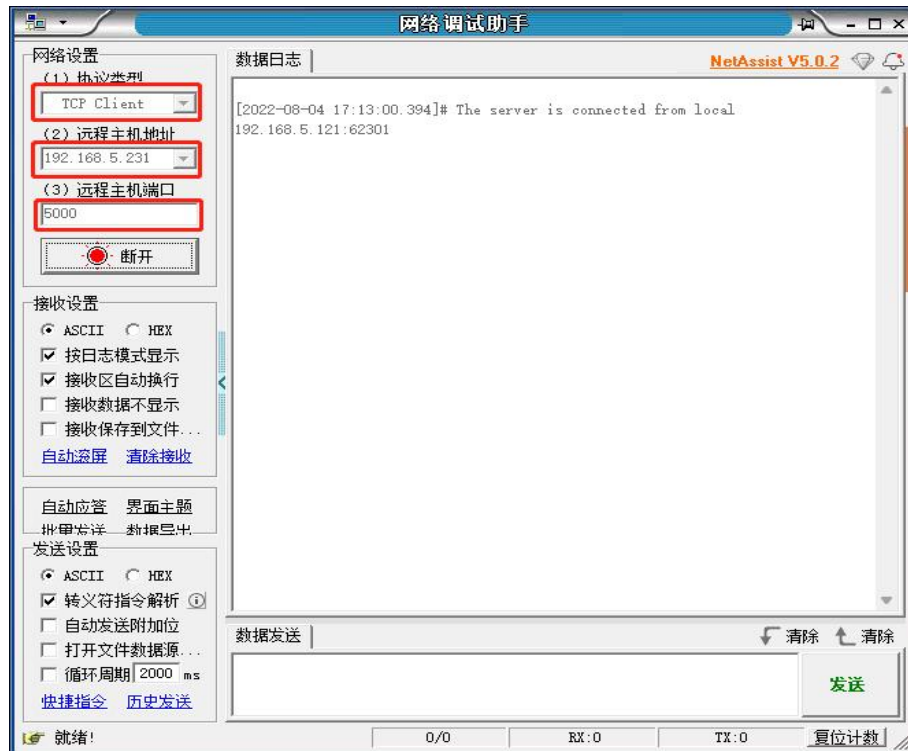 网络调试助手
网络设置
(1) 协议类型
TCP Client
(2) 远程主机地址
192.168.5.231
(3) 远程主机端口
5000
断开
接收设置
ASCII HEX
按日志模式显示
接收区自动换行
接收数据不显示
接收保存到文件...
自动滚屏 清除接收
自动应答 界面主题
批量发送 数据导出
发送设置
ASCII HEX
转义符指令解析
自动发送附加位
打开文件数据源...
循环周期 2000 ms
快捷指令 历史发送
数据日志 NetAssist V5.0.2
[2022-08-04 17:13:00.394]# The server is connected from local
192.168.5.121:62301
数据发送 清除 清除
发送
就绪! 0/0 RX:0 TX:0 复位计数